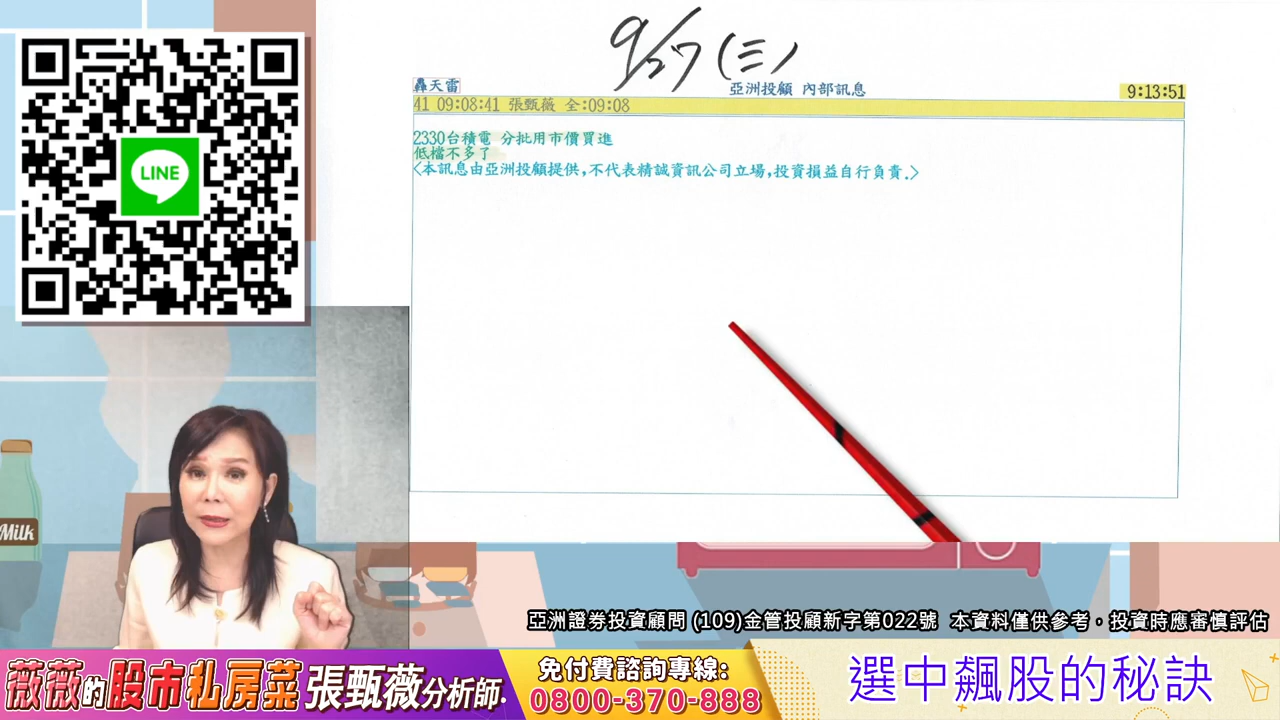 9/27(三)
轟天雷
亞洲投顧 內部訊息
9:13:51
41 09:08:41 張甄薇 全:09:08
2330台積電 分批用市價買進
低檔不多了
<本訊息由亞洲投顧提供,不代表精誠資訊公司立場,投資損益自行負責.>
LINE
Milk
亞洲證券投資顧問 (109)金管投顧新字第022號 本資料僅供參考，投資時應審慎評估
薇薇的股市私房菜 張甄薇分析師.
免付費諮詢專線:
0800-370-888
選中飆股的秘訣